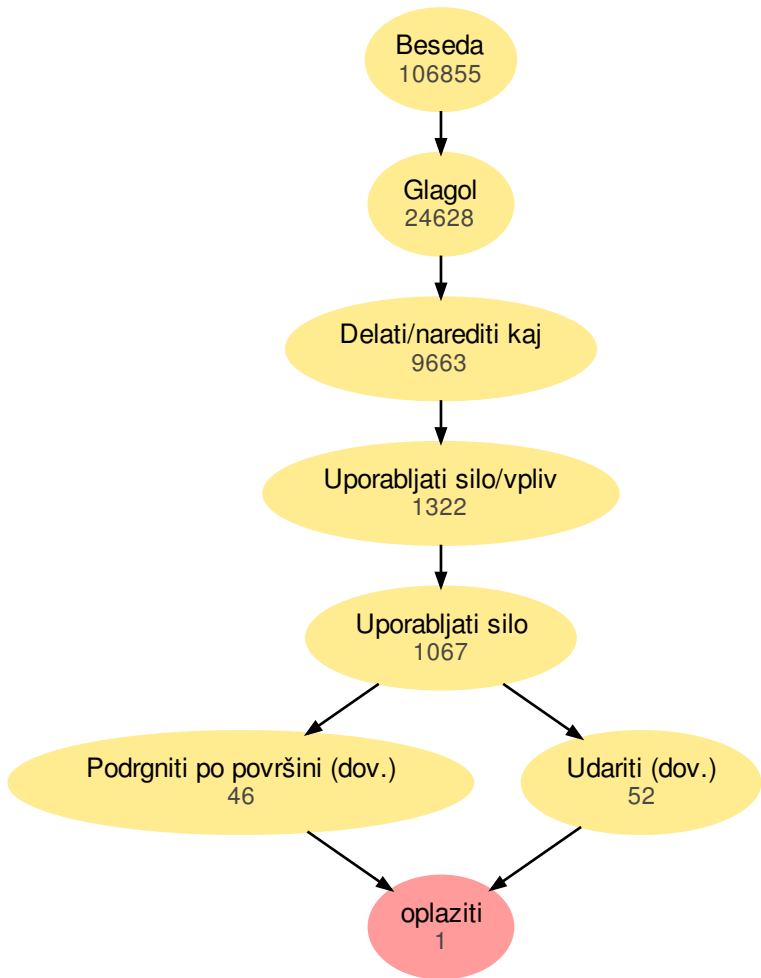 Beseda
106855
Glagol
24628
Delati/narediti kaj
9663
Uporabljati silo/vpliv
1322
Uporabljati silo
1067
Podrgniti po površini (dov.)
46
Udariti (dov.)
52
oplaziti
1